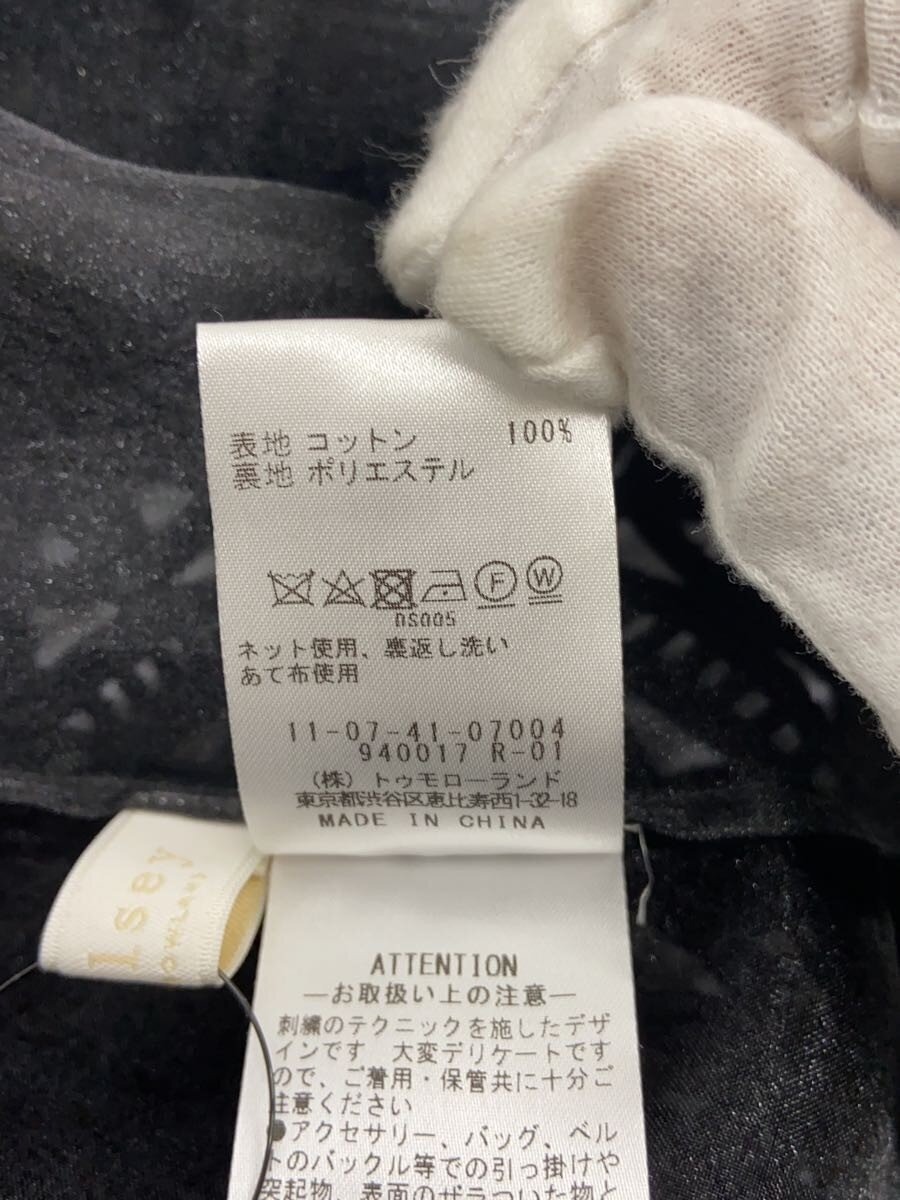 表地 コットン 100%
裏地 ポリエステル
F W
DS005
ネット使用、裏返し洗い
あて布使用
11-07-41-07004
940017 R-01
(株) トゥモローランド
東京都渋谷区恵比寿西1-32-18
MADE IN CHINA
lsey
ATTENTION
—お取扱い上の注意—
刺繍のテクニックを施したデザ
インです。大変デリケートです
ので、ご着用・保管共に十分ご
注意ください
●アクセサリー、バッグ、ベル
トのバックル等での引っ掛けや
突起物、表面のザラついた物と